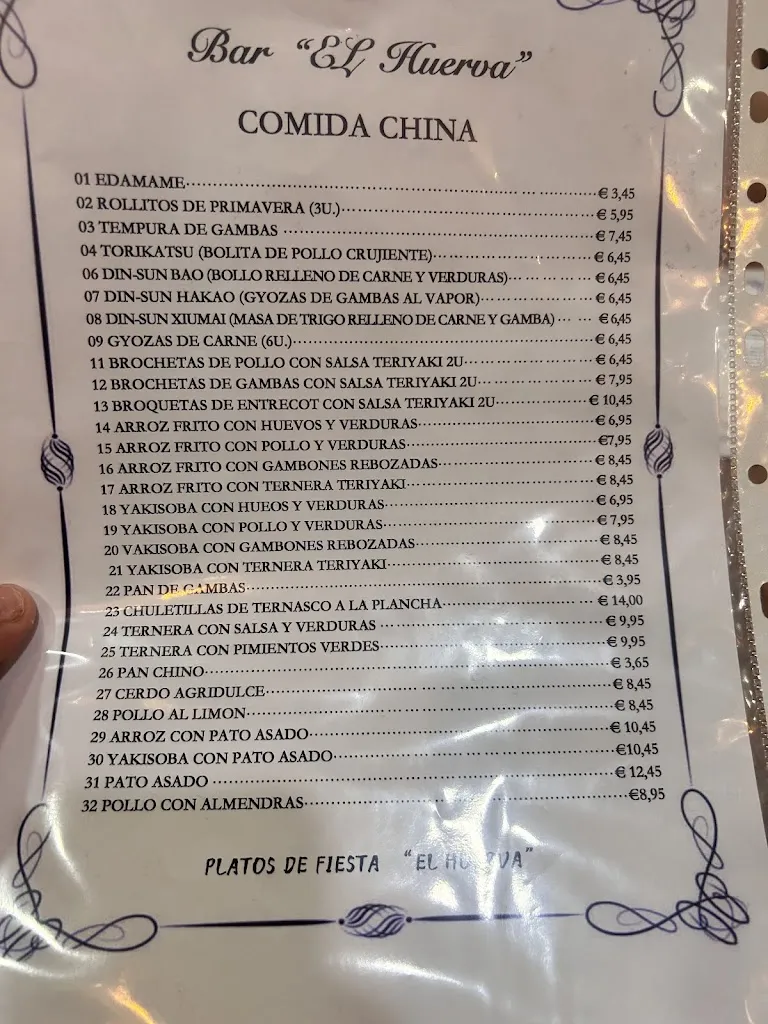 Bar "EL Huerva"
COMIDA CHINA
01 EDAMAME € 3,45
02 ROLLITOS DE PRIMAVERA (3U.) € 5,95
03 TEMPURA DE GAMBAS € 7,45
04 TORIKATSU (BOLITA DE POLLO CRUJIENTE) € 6,45
06 DIN-SUN BAO (BOLLO RELLENO DE CARNE Y VERDURAS) € 6,45
07 DIN-SUN HAKAO (GYOZAS DE GAMBAS AL VAPOR) € 6,45
08 DIN-SUN XIUMAI (MASA DE TRIGO RELLENO DE CARNE Y GAMBA) € 6,45
09 GYOZAS DE CARNE (6U.) € 6,45
11 BROCHETAS DE POLLO CON SALSA TERIYAKI 2U € 6,45
12 BROCHETAS DE GAMBAS CON SALSA TERIYAKI 2U € 7,95
13 BROQUETAS DE ENTRECOT CON SALSA TERIYAKI 2U € 10,45
14 ARROZ FRITO CON HUEVOS Y VERDURAS € 6,95
15 ARROZ FRITO CON POLLO Y VERDURAS €7,95
16 ARROZ FRITO CON GAMBONES REBOZADAS € 8,45
17 ARROZ FRITO CON TERNERA TERIYAKI € 8,45
18 YAKISOBA CON HUEOS Y VERDURAS € 6,95
19 YAKISOBA CON POLLO Y VERDURAS € 7,95
20 VAKISOBA CON GAMBONES REBOZADAS € 8,45
21 YAKISOBA CON TERNERA TERIYAKI € 8,45
22 PAN DE GAMBAS € 3,95
23 CHULETILLAS DE TERNASCO A LA PLANCHA € 14,00
24 TERNERA CON SALSA Y VERDURAS € 9,95
25 TERNERA CON PIMIENTOS VERDES € 9,95
26 PAN CHINO € 3,65
27 CERDO AGRIDULCE € 8,45
28 POLLO AL LIMON € 8,45
29 ARROZ CON PATO ASADO € 10,45
30 YAKISOBA CON PATO ASADO €10,45
31 PATO ASADO € 12,45
32 POLLO CON ALMENDRAS €8,95
PLATOS DE FIESTA "EL HUERVA"